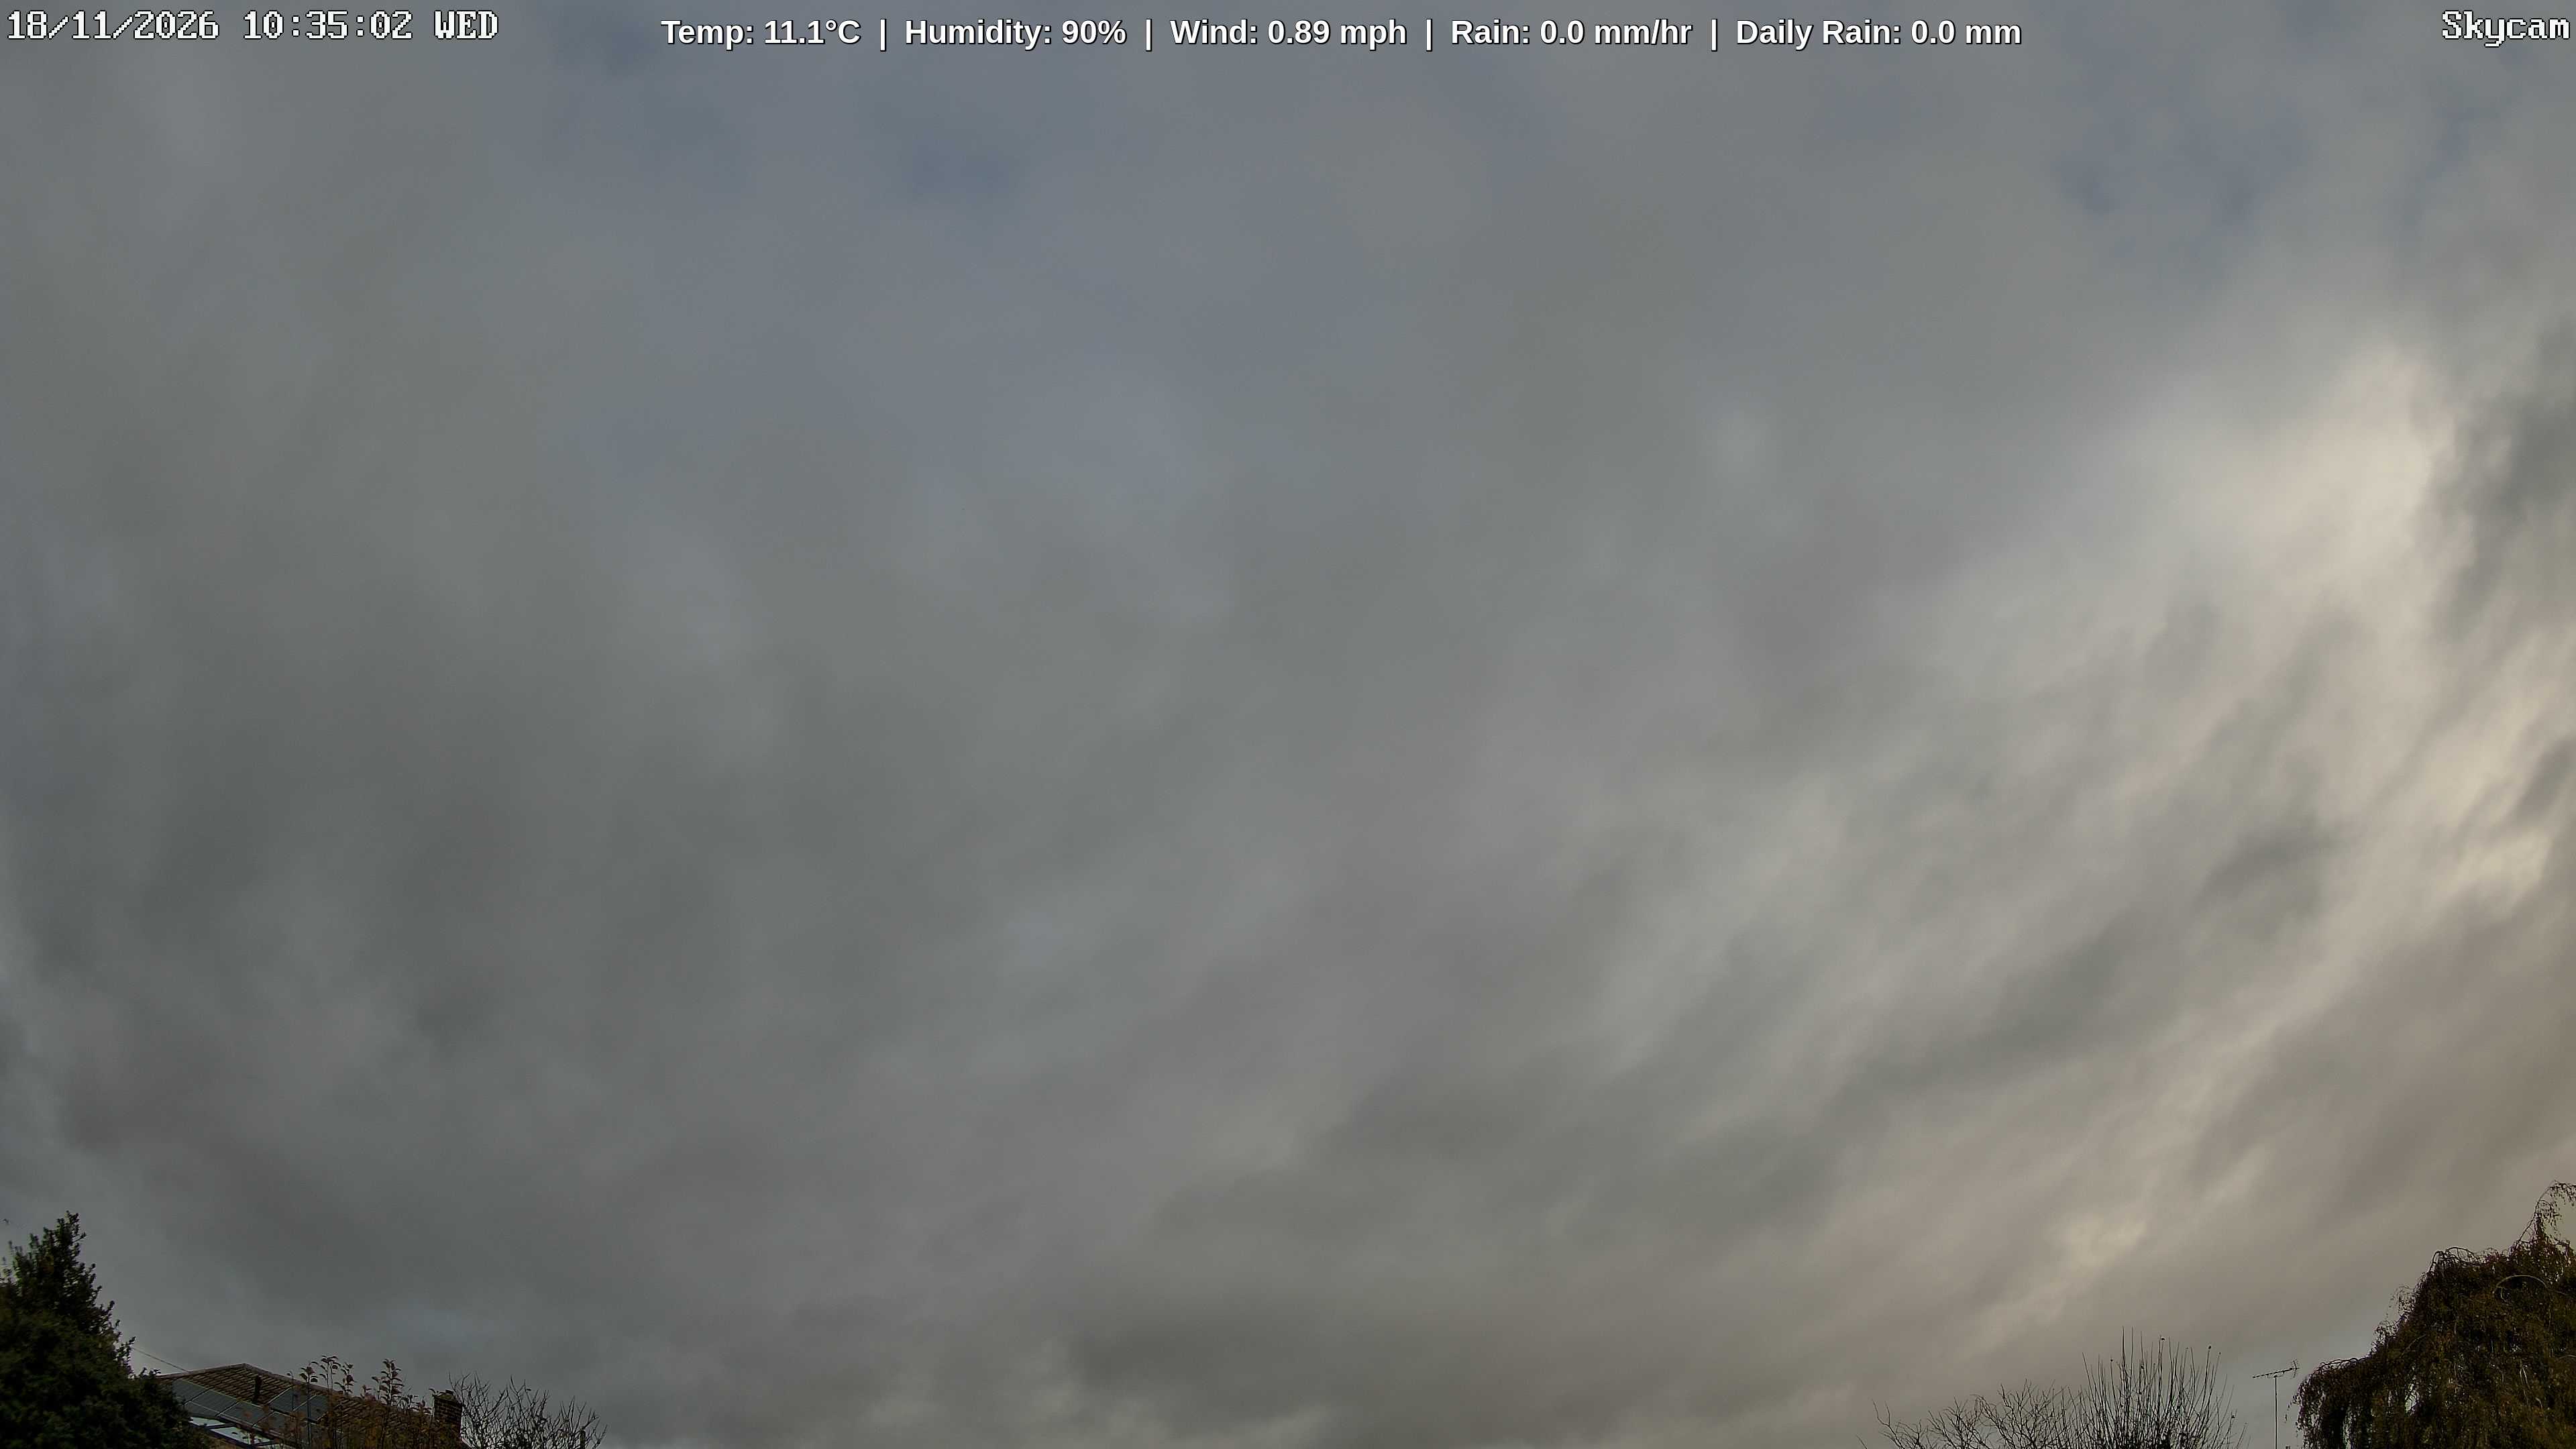 18/11/2026 10:35:02 WED
Temp: 11.1°C | Humidity: 90% | Wind: 0.89 mph | Rain: 0.0 mm/hr | Daily Rain: 0.0 mm
Skycam